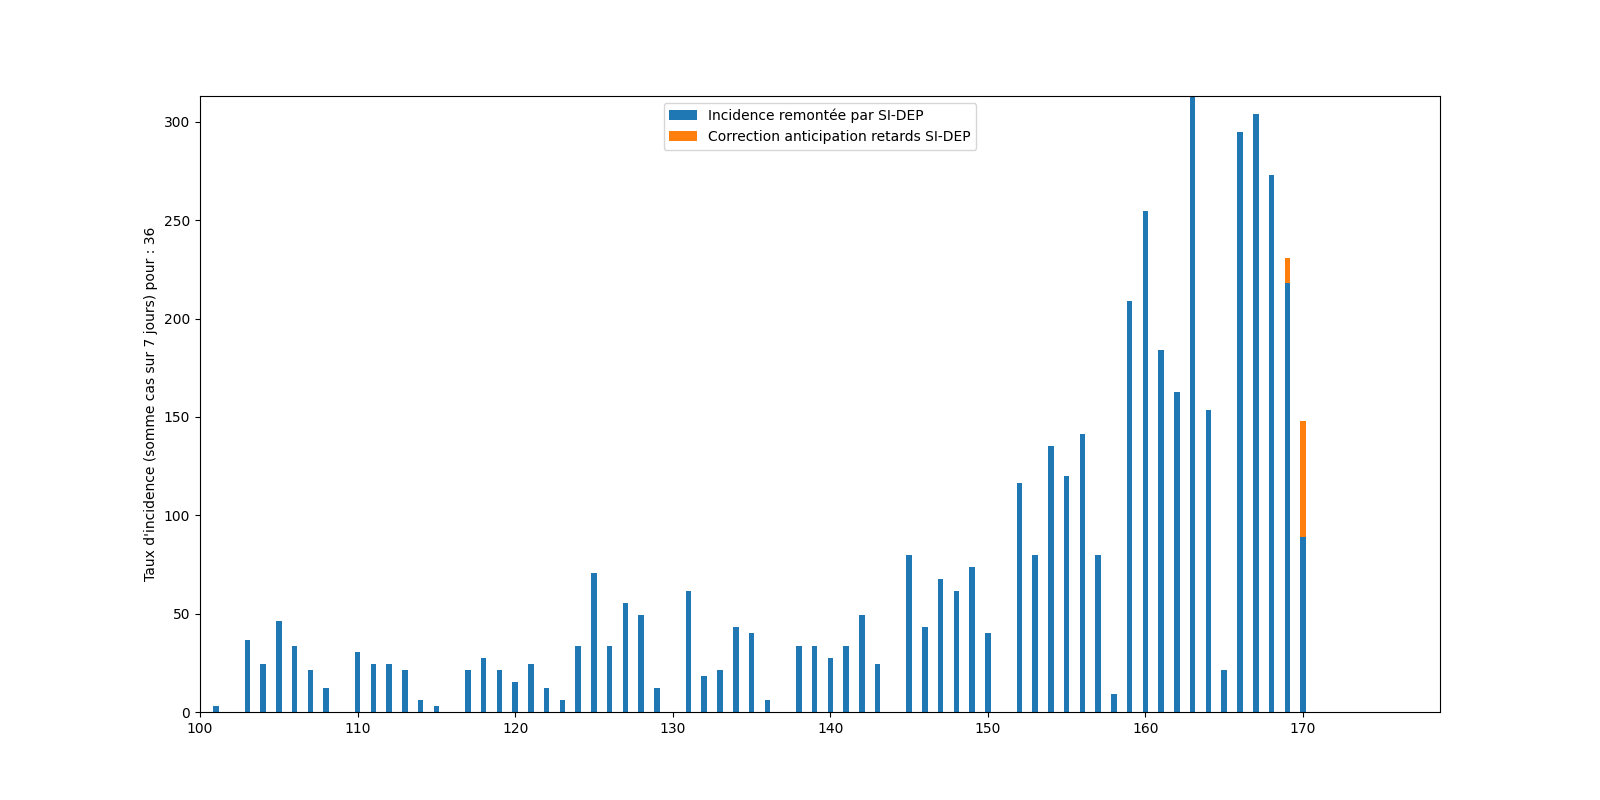 Incidence remontée par SI-DEP
Correction anticipation retards SI-DEP
Taux d'incidence (somme cas sur 7 jours) pour : 36
300
250
200
150
100
50
0
100 110 120 130 140 150 160 170